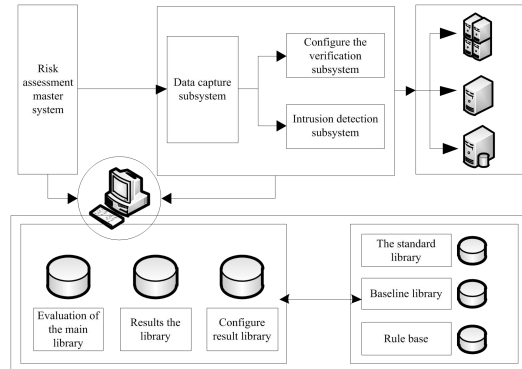 Risk
assessment
master
system
Data capture
subsystem
Configure the
verification
subsystem
Intrusion detection
subsystem
Evaluation of
the main
library
Results the
library
Configure
result library
The standard
library
Baseline library
Rule base